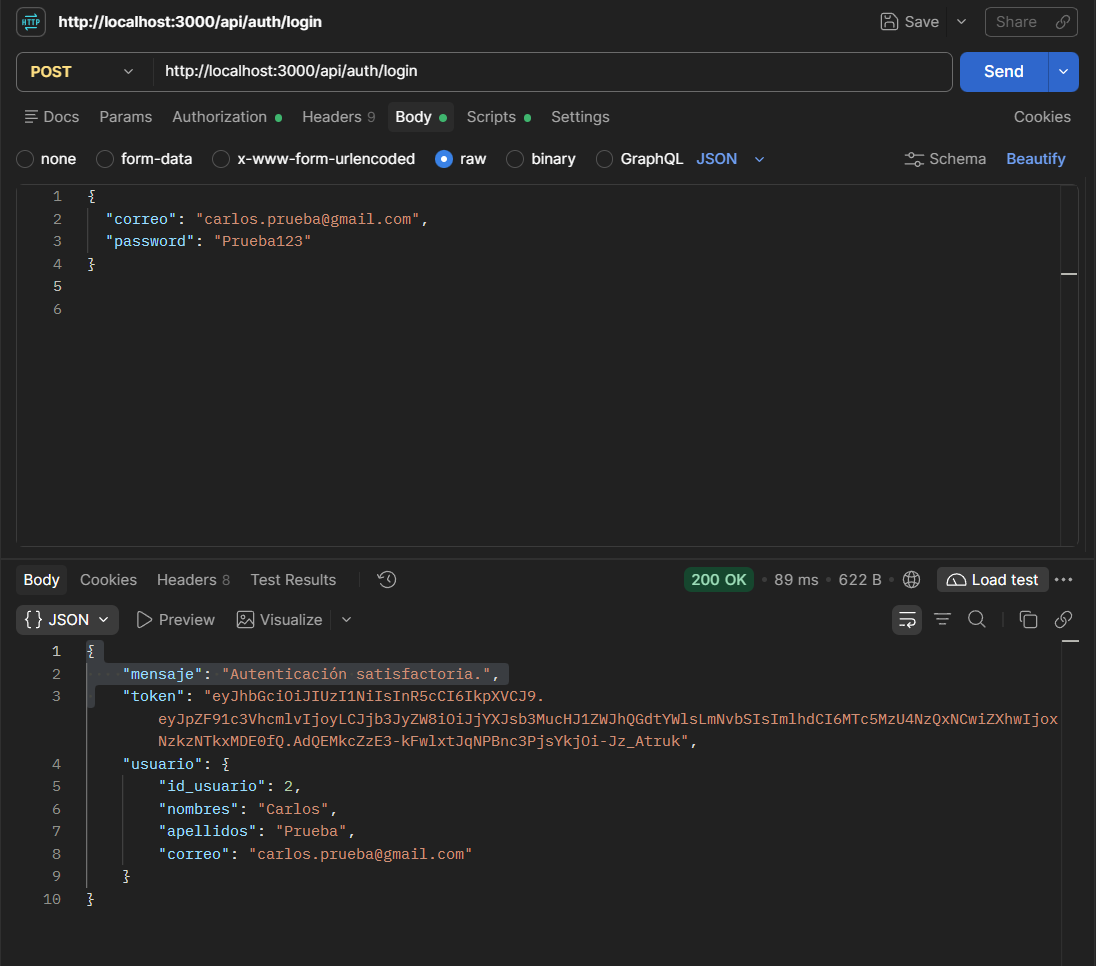 HTTP http://localhost:3000/api/auth/login Save Share
POST http://localhost:3000/api/auth/login Send
Docs Params Authorization Headers 9 Body Scripts Settings Cookies
none form-data x-www-form-urlencoded raw binary GraphQL JSON Schema Beautify
1 {
2 "correo": "carlos.prueba@gmail.com",
3 "password": "Prueba123"
4 }
5
6
Body Cookies Headers 8 Test Results 200 OK • 89 ms • 622 B • Load test •••
{} JSON Preview Visualize
1 {
2 "mensaje": "Autenticación satisfactoria.",
3 "token": "eyJhbGciOiJIUzI1NiIsInR5cCI6IkpXVCJ9.
eyJpZF91c3VhcmlvIjoyLCJjb3JyZW8iOiJjYXJsb3MucHJ1ZWJhQGdtYWlsLmNvbSIsImlhdCI6MTc5MzU4NzQxNCwiZXhwIjox
NzkzNTkxMDE0fQ.AdQEMkcZzE3-kFwlxtJqNPBnc3PjsYkjOi-Jz_Atruk",
4 "usuario": {
5 "id_usuario": 2,
6 "nombres": "Carlos",
7 "apellidos": "Prueba",
8 "correo": "carlos.prueba@gmail.com"
9 }
10 }